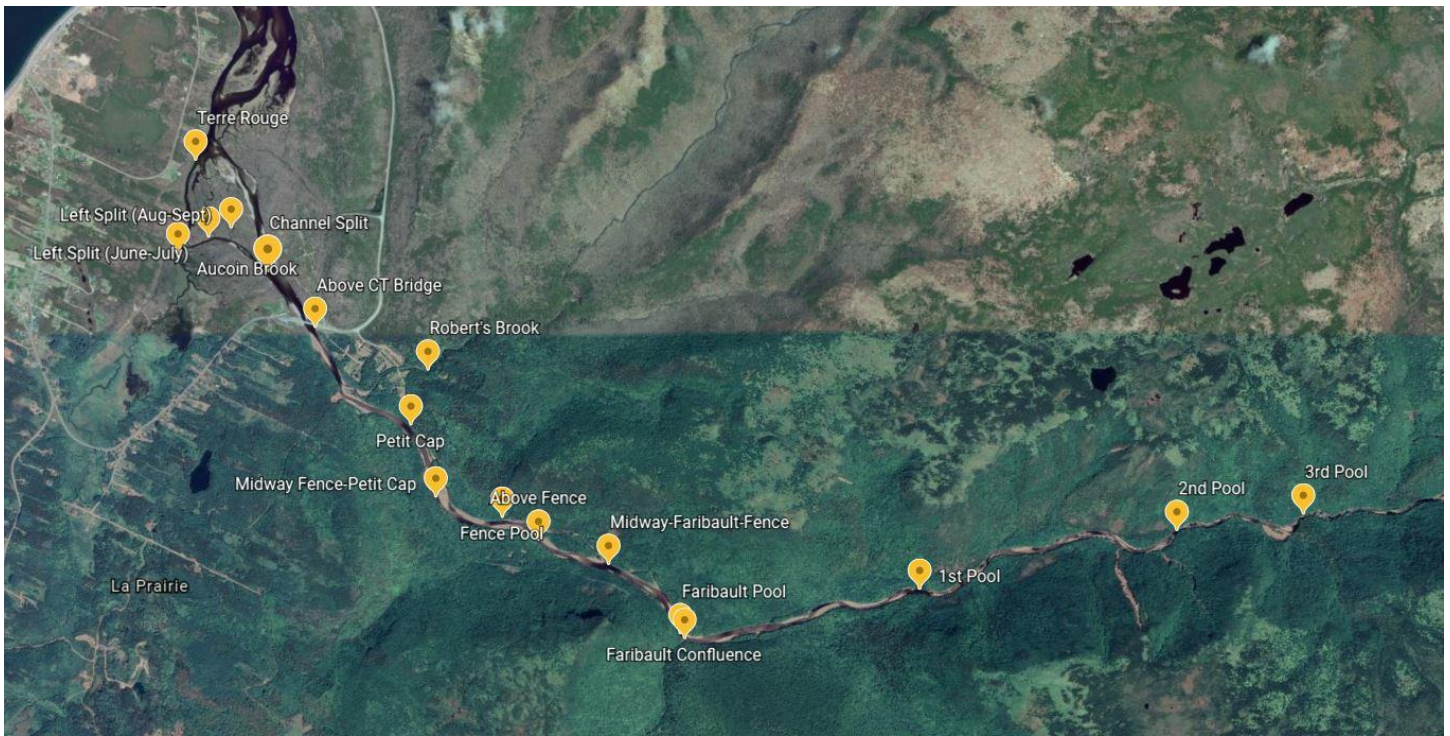 Terre Rouge
Left Split (Aug-Sept)
Channel Split
Left Split (June-July)
Aucoin Brook
Above CT Bridge
Robert's Brook
Petit Cap
Midway Fence-Petit Cap
Above Fence
Fence Pool
Midway-Faribault-Fence
3rd Pool
2nd Pool
1st Pool
La Prairie
Faribault Pool
Faribault Confluence